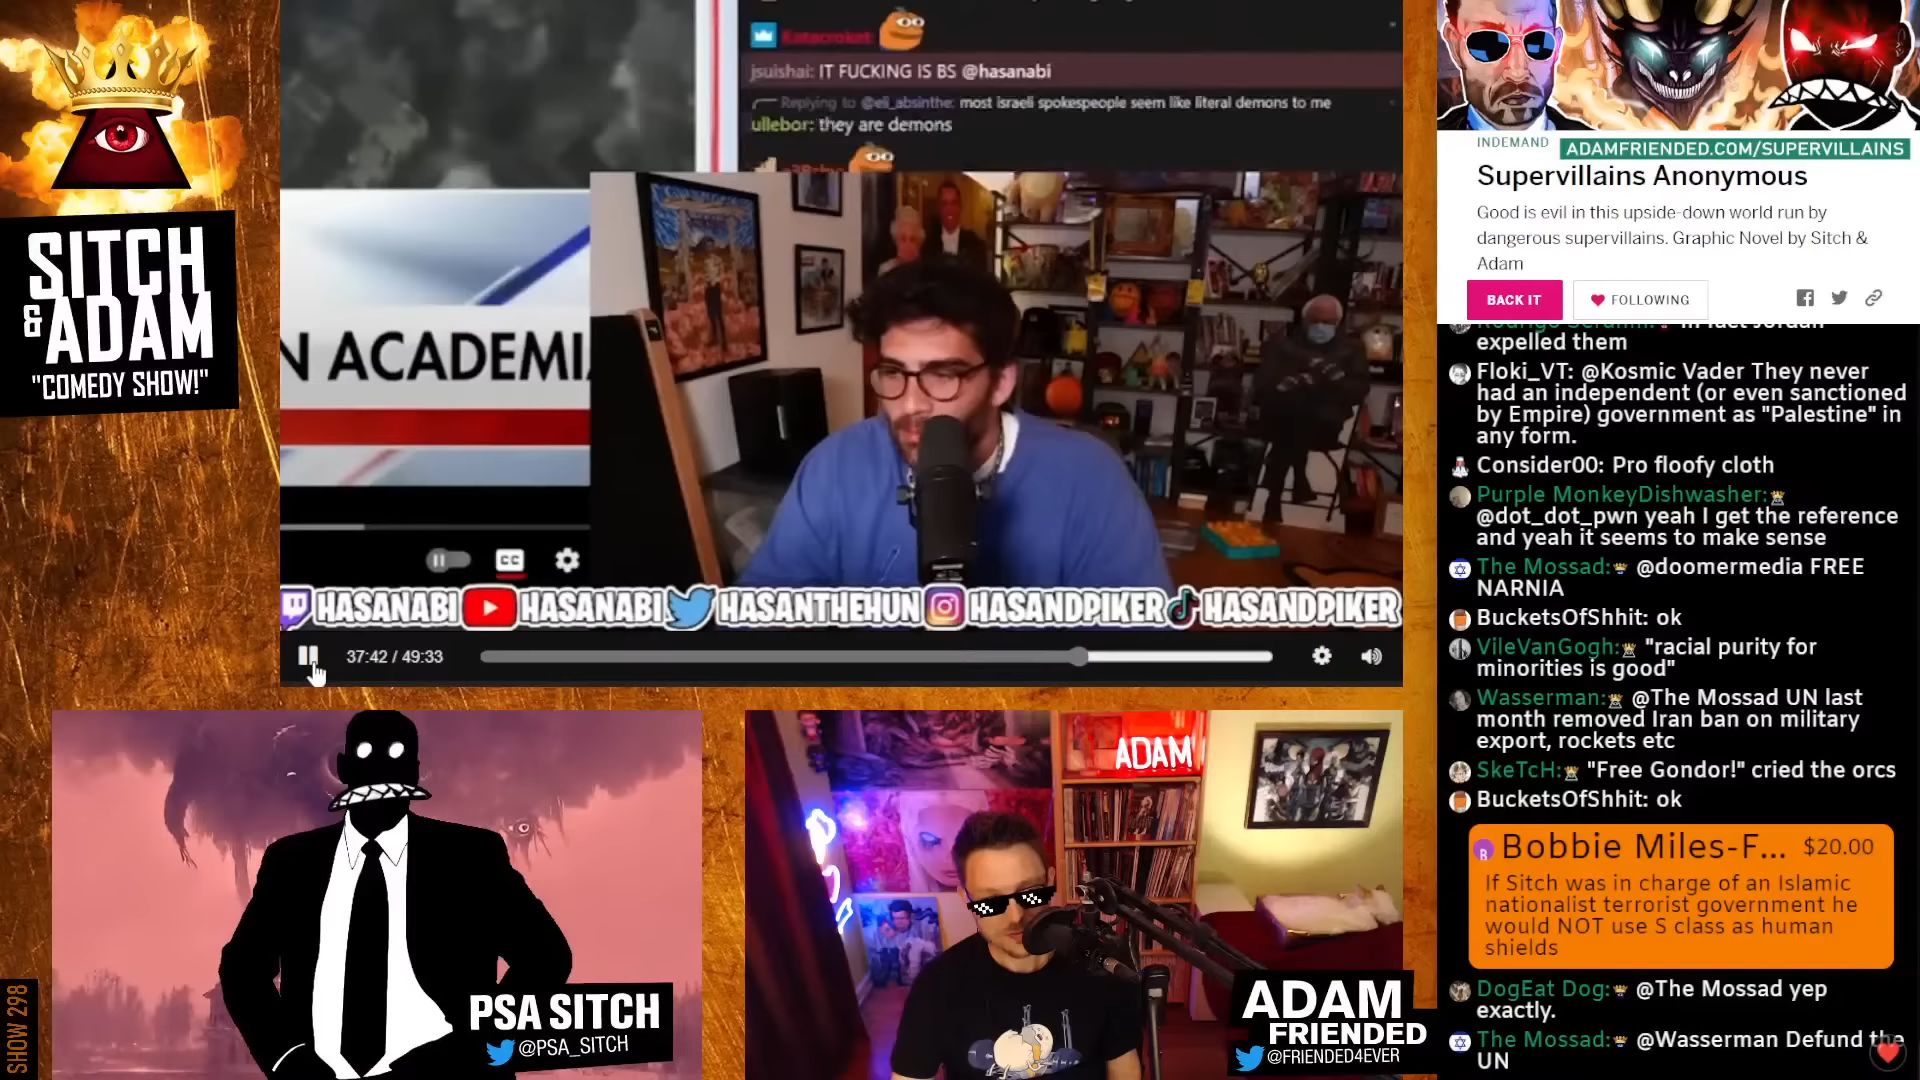 SITCH
& ADAM
"COMEDY SHOW!"
SHOW 298
Katacroket:
jsuishai: IT FUCKING IS BS @hasanabi
Replying to @eli_absinthe: most israeli spokespeople seem like literal demons to me
ullebor: they are demons
N ACADEMI
CC
HASANABI HASANABI HASANTHEHUN HASANDPIKER HASANDPIKER
37:42 / 49:33
PSA SITCH
@PSA_SITCH
ADAM
ADAM
FRIENDED
@FRIENDED4EVER
INDEMAND
ADAMFRIENDED.COM/SUPERVILLAINS
Supervillains Anonymous
Good is evil in this upside-down world run by
dangerous supervillains. Graphic Novel by Sitch &
Adam
BACK IT
FOLLOWING
in fact Jordan
expelled them
Floki_VT: @Kosmic Vader They never
had an independent (or even sanctioned
by Empire) government as "Palestine" in
any form.
Consider00: Pro floofy cloth
Purple MonkeyDishwasher:
@dot_dot_pwn yeah I get the reference
and yeah it seems to make sense
The Mossad: @doomermedia FREE
NARNIA
BucketsOfShhit: ok
VileVanGogh: "racial purity for
minorities is good"
Wasserman: @The Mossad UN last
month removed Iran ban on military
export, rockets etc
SkeTcH: "Free Gondor!" cried the orcs
BucketsOfShhit: ok
B
Bobbie Miles-F... $20.00
If Sitch was in charge of an Islamic
nationalist terrorist government he
would NOT use S class as human
shields
DogEat Dog: @The Mossad yep
exactly.
The Mossad: @Wasserman Defund the
UN